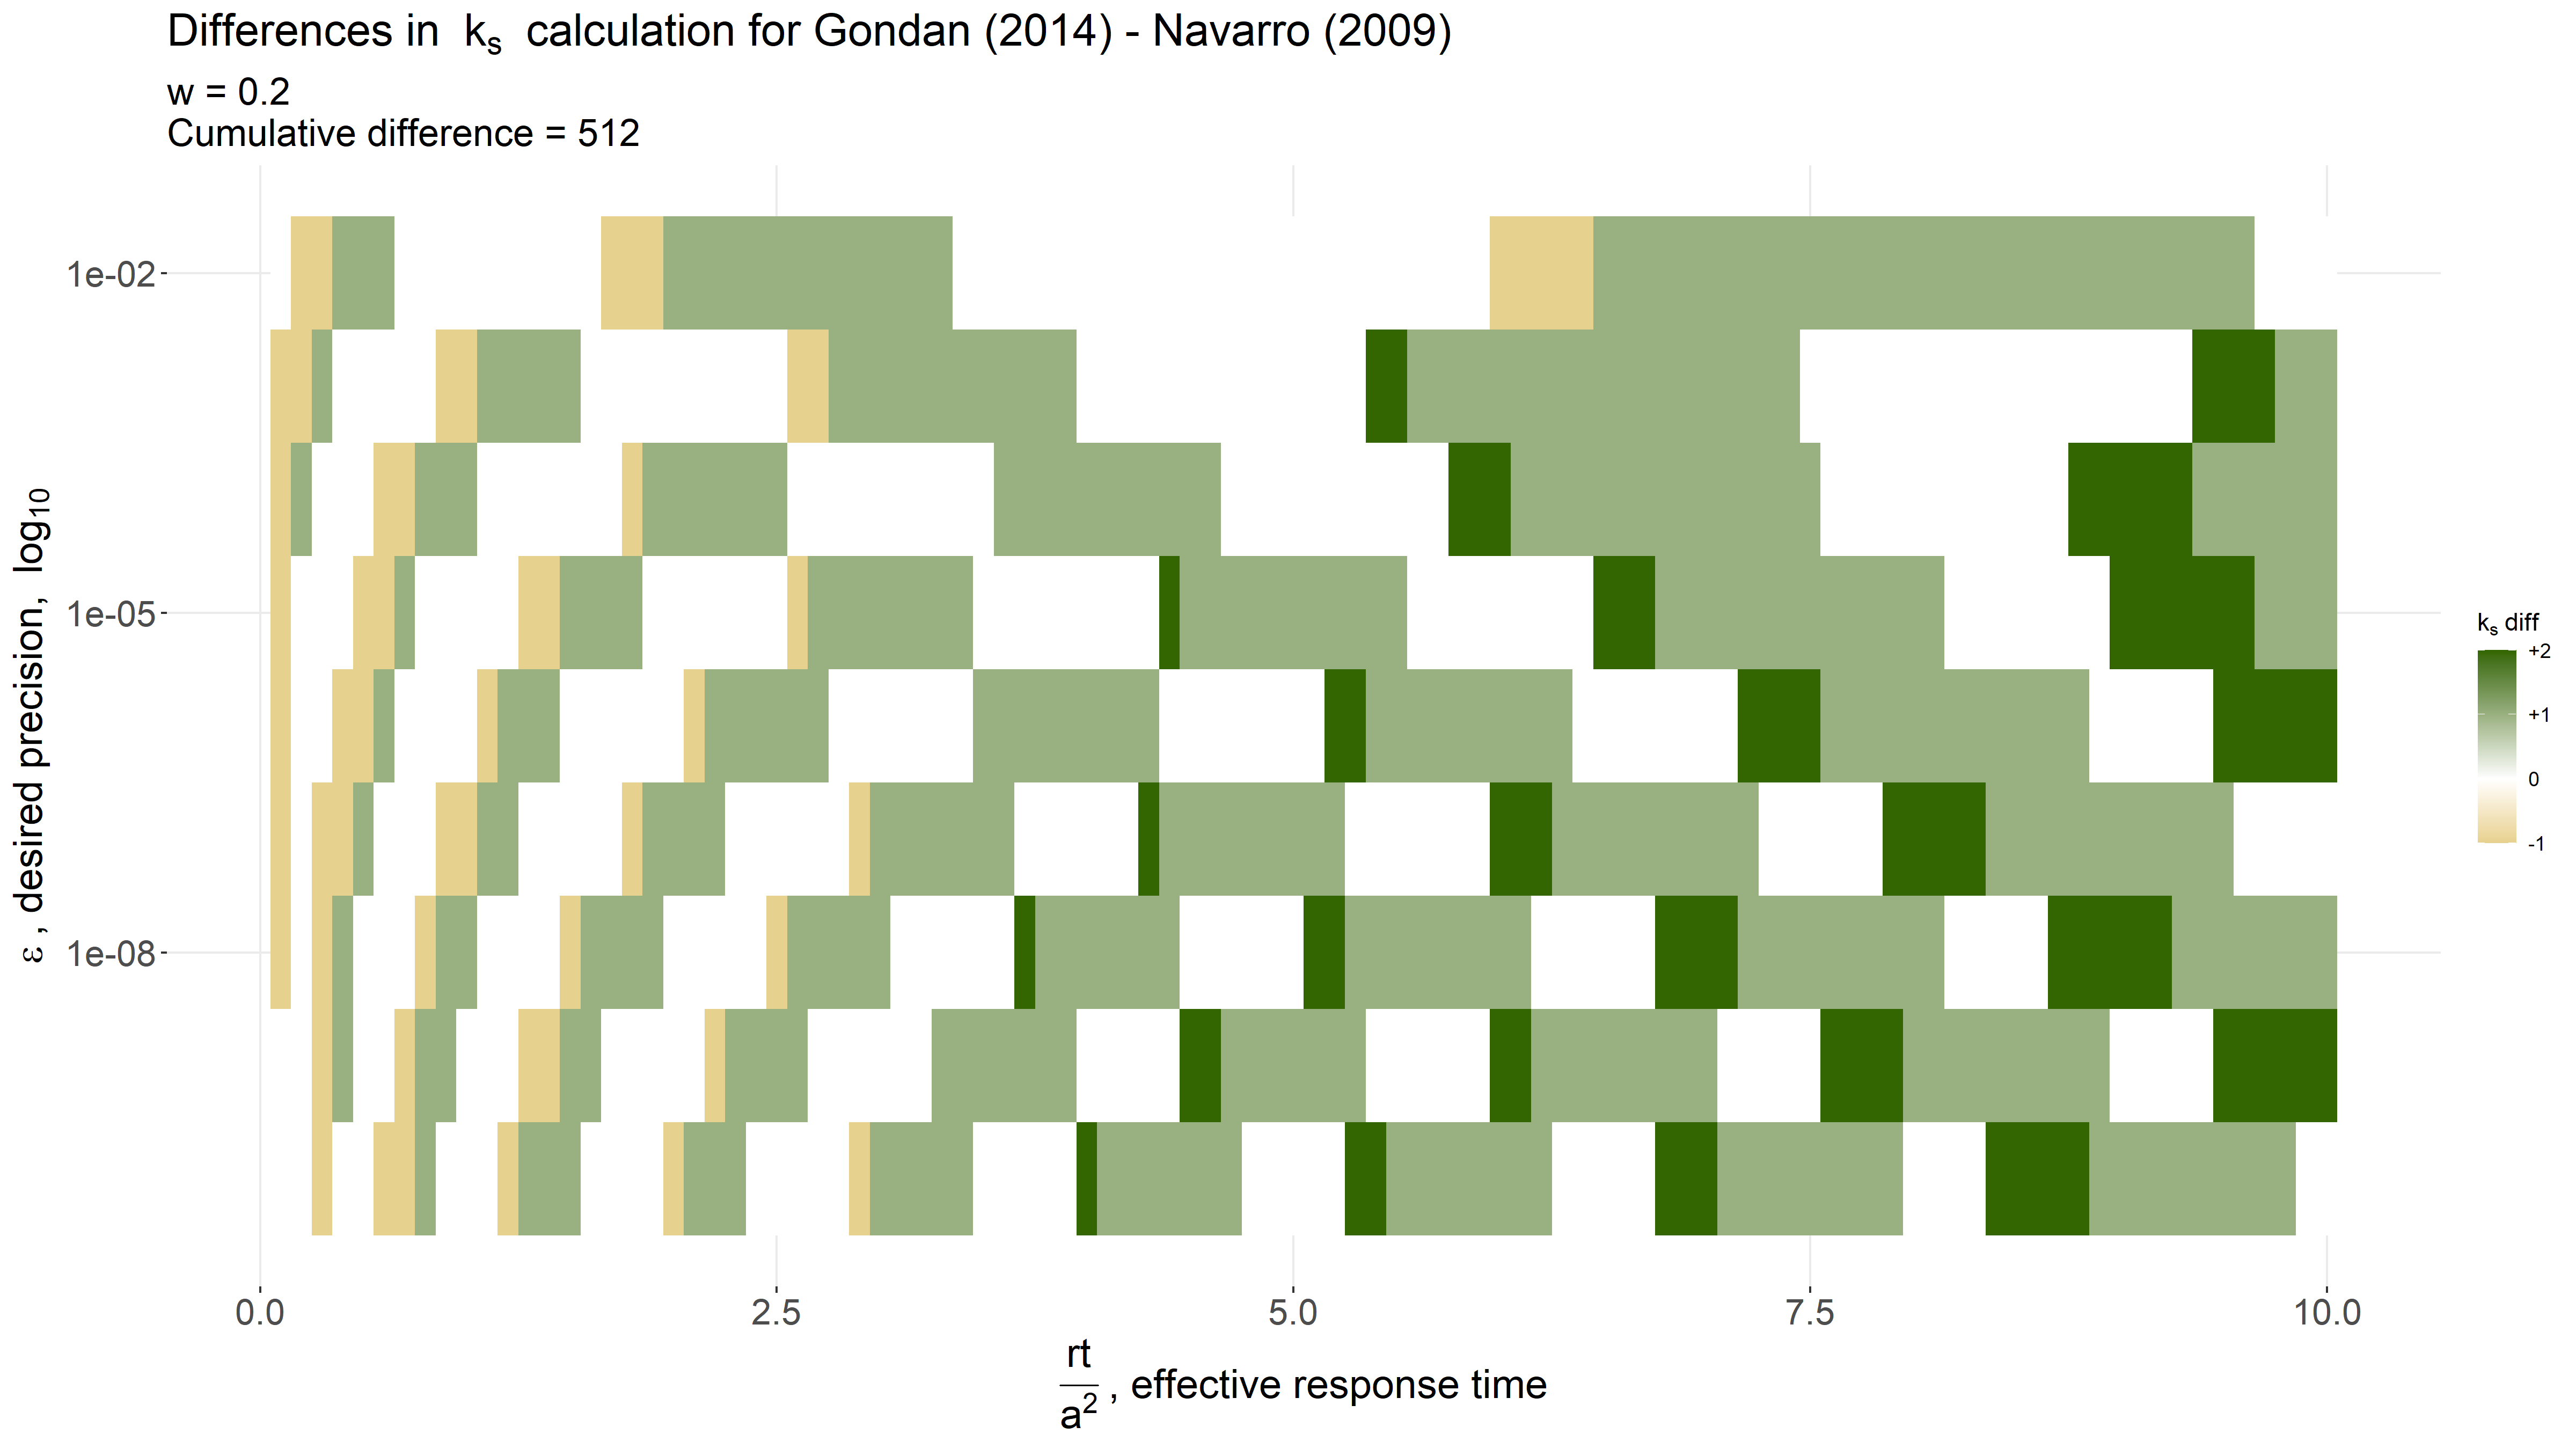 Differences in kₛ calculation for Gondan (2014) - Navarro (2009)
w = 0.2
Cumulative difference = 512
ε , desired precision, log₁₀
1e-02
1e-05
1e-08
0.0 2.5 5.0 7.5 10.0
rt
a² , effective response time
kₛ diff
+2
+1
0
-1